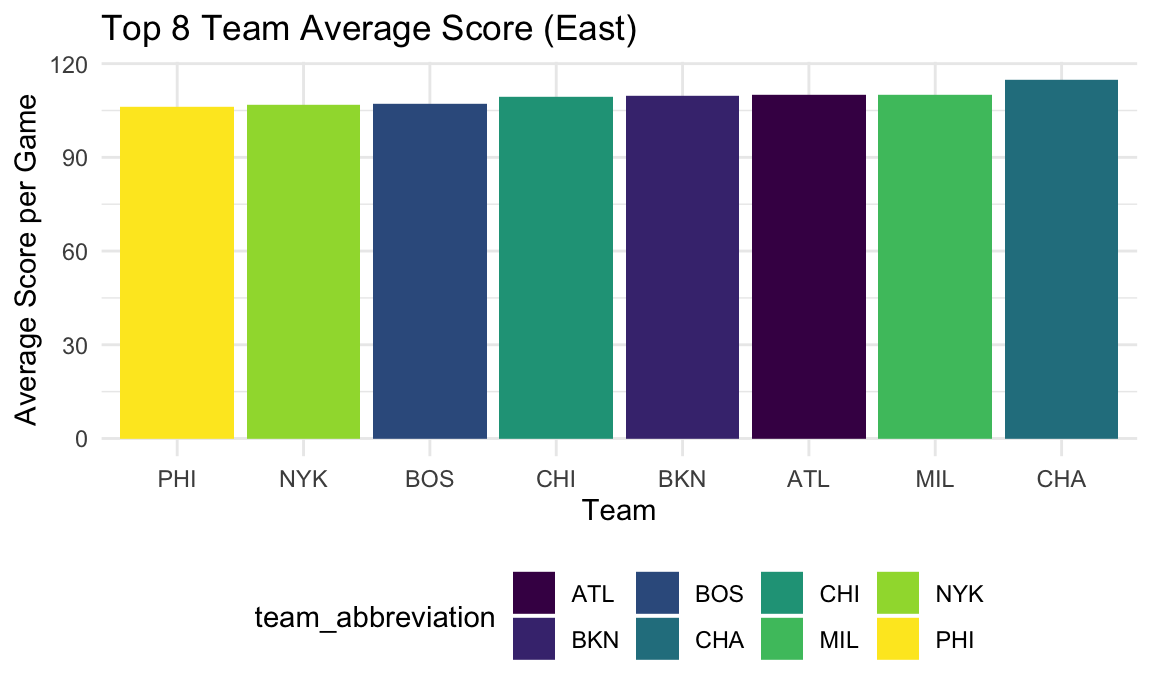 Top 8 Team Average Score (East)
Average Score per Game
120
90
60
30
0
PHI NYK BOS CHI BKN ATL MIL CHA
Team
team_abbreviation
ATL BOS CHI NYK
BKN CHA MIL PHI